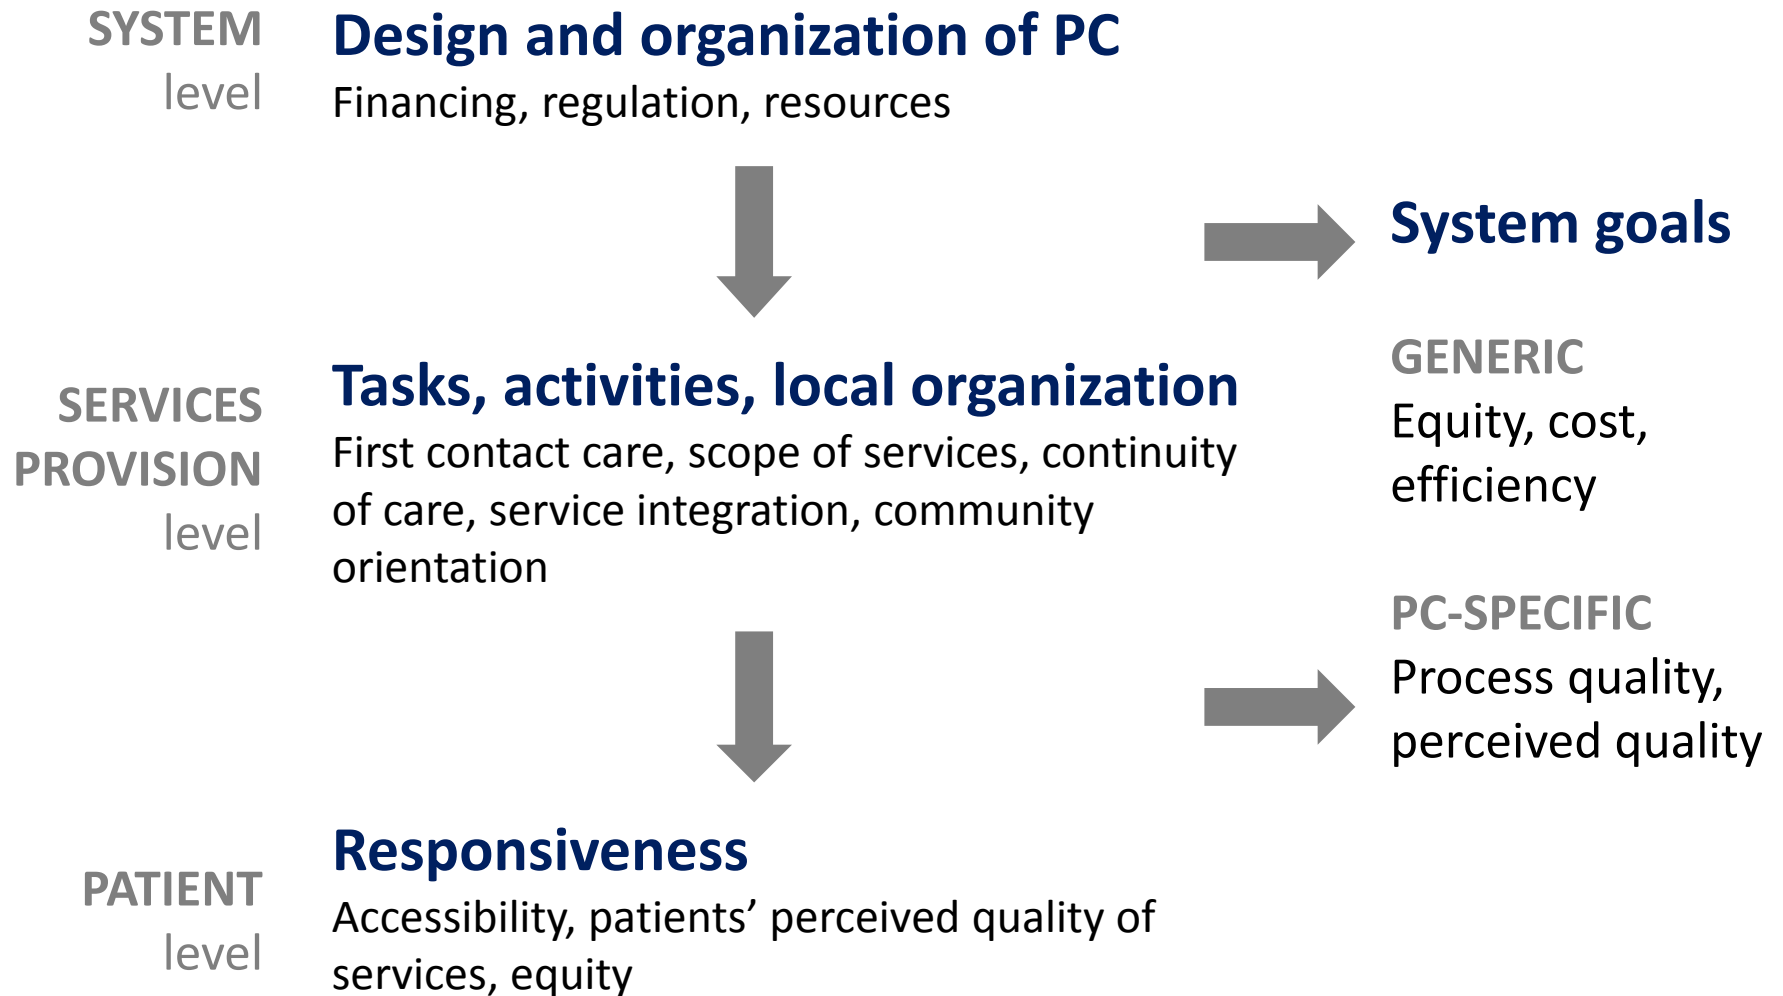 SYSTEM
level
Design and organization of PC
Financing, regulation, resources
System goals
GENERIC
Equity, cost,
efficiency
SERVICES
PROVISION
level
Tasks, activities, local organization
First contact care, scope of services, continuity
of care, service integration, community
orientation
PC-SPECIFIC
Process quality,
perceived quality
PATIENT
level
Responsiveness
Accessibility, patients’ perceived quality of
services, equity